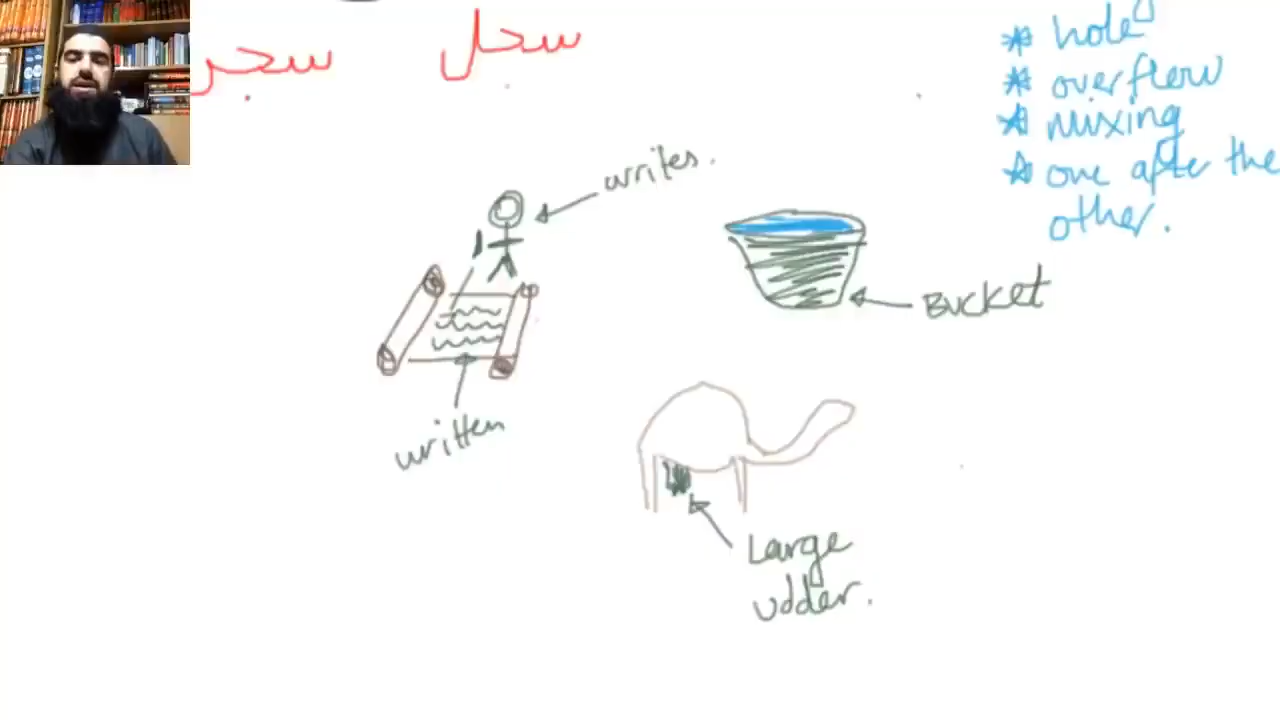 سجل سجر
* hole
* overflow
* mixing
* one after the
other.
writes.
Bucket
written
Large
udder.